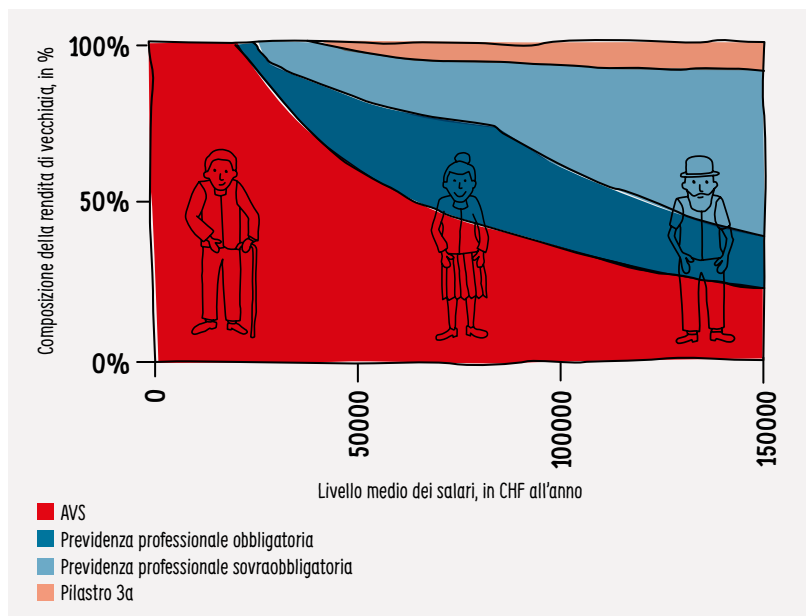 Composizione della rendita di vecchiaia, in %
100%
50%
0%
0
50000
100000
150000
Livello medio dei salari, in CHF all'anno
AVS
Previdenza professionale obbligatoria
Previdenza professionale sovraobbligatoria
Pilastro 3a